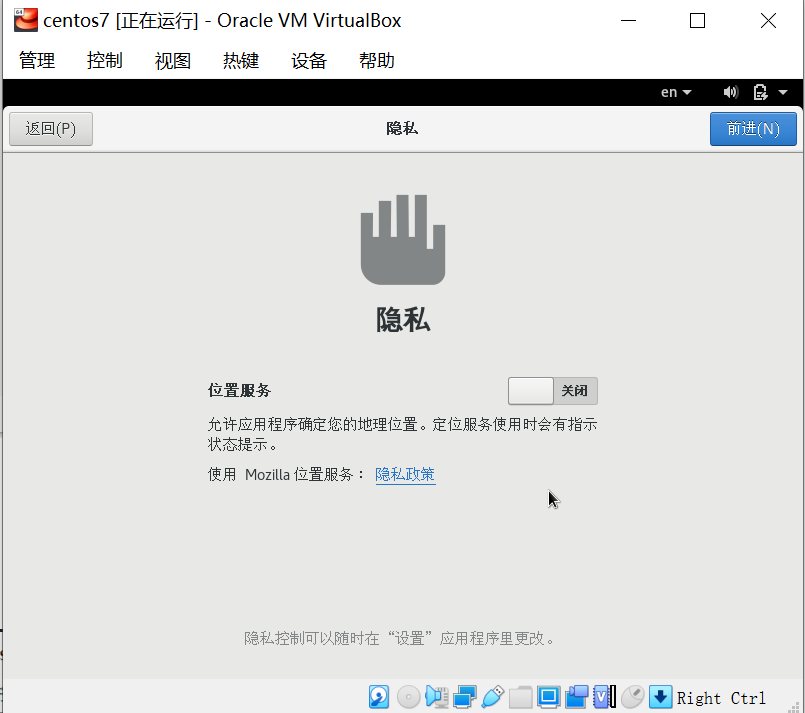 centos7 [正在运行] - Oracle VM VirtualBox
管理 控制 视图 热键 设备 帮助
en
返回(P) 隐私 前进(N)
隐私
位置服务 关闭
允许应用程序确定您的地理位置。定位服务使用时会有指示
状态提示。
使用 Mozilla 位置服务： 隐私政策
隐私控制可以随时在“设置”应用程序里更改。
Right Ctrl